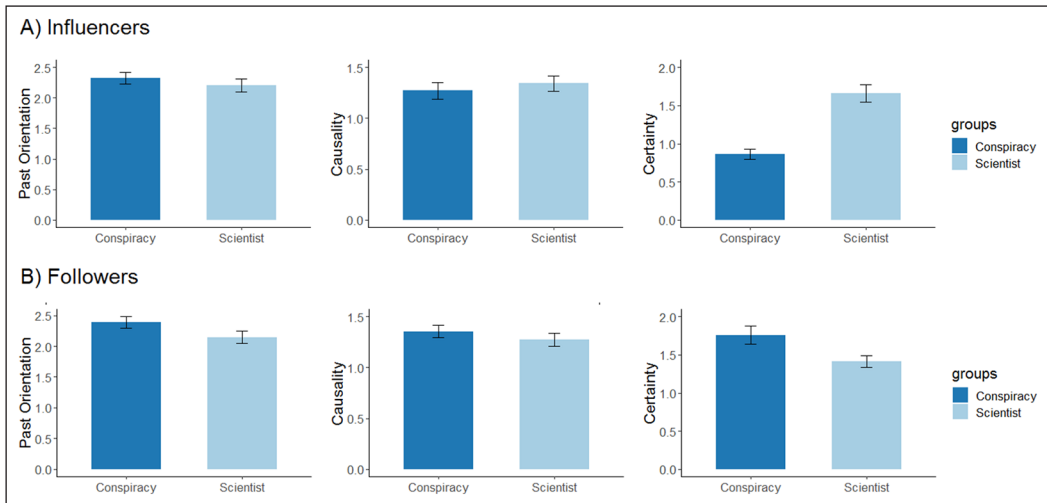 A) Influencers
Past Orientation
2.5
2.0
1.5
1.0
0.5
0.0
Conspiracy
Scientist
Causality
1.5
1.0
0.5
0.0
Conspiracy
Scientist
Certainty
2.0
1.5
1.0
0.5
0.0
Conspiracy
Scientist
groups
Conspiracy
Scientist
B) Followers
Past Orientation
2.5
2.0
1.5
1.0
0.5
0.0
Conspiracy
Scientist
Causality
1.5
1.0
0.5
0.0
Conspiracy
Scientist
Certainty
2.0
1.5
1.0
0.5
0.0
Conspiracy
Scientist
groups
Conspiracy
Scientist